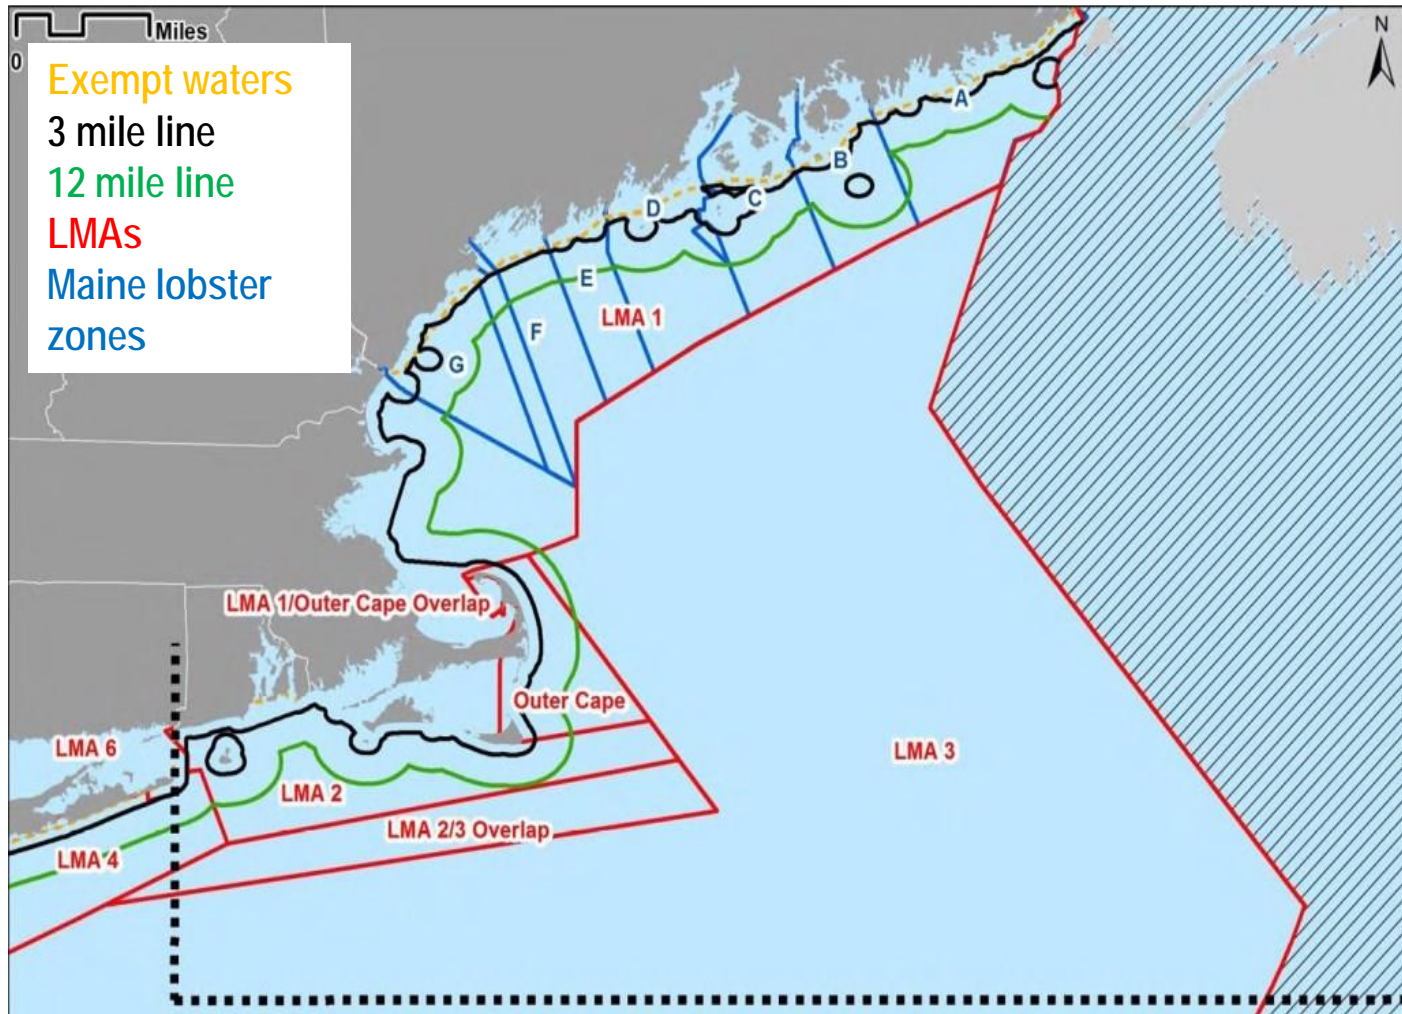 Miles
0
N
Exempt waters
3 mile line
12 mile line
LMAs
Maine lobster
zones
A
B
C
D
E
LMA 1
F
G
LMA 1/Outer Cape Overlap
Outer Cape
LMA 6
LMA 3
LMA 2
LMA 2/3 Overlap
LMA 4